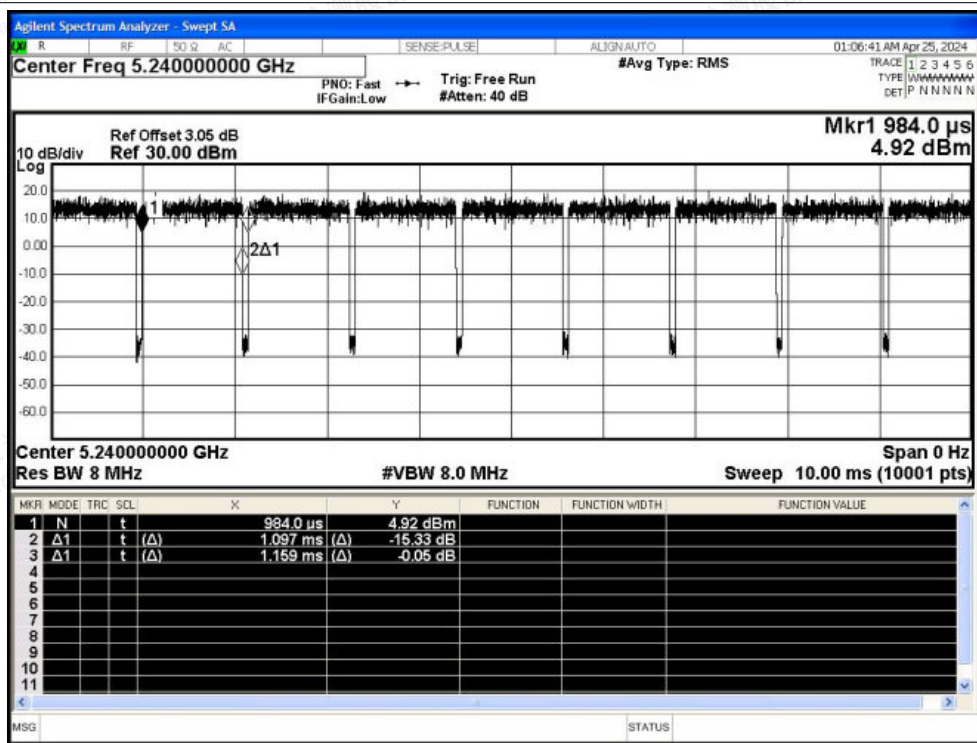 Agilent Spectrum Analyzer - Swept SA
LXI R RF 50 Ω AC SENSE:PULSE ALIGNAUTO 01:06:41 AM Apr 25, 2024
Center Freq 5.240000000 GHz #Avg Type: RMS TRACE 1 2 3 4 5 6
PNO: Fast Trig: Free Run TYPE WWWWWW
IFGain:Low #Atten: 40 dB DET P N N N N N
Mkr1 984.0 µs
Ref Offset 3.05 dB
10 dB/div Ref 30.00 dBm 4.92 dBm
Log
20.0
10.0 1
0.00 2Δ1
-10.0
-20.0
-30.0
-40.0
-50.0
-60.0
Center 5.240000000 GHz Span 0 Hz
Res BW 8 MHz #VBW 8.0 MHz Sweep 10.00 ms (10001 pts)
MKR MODE TRC SCL X Y FUNCTION FUNCTION WIDTH FUNCTION VALUE
1 N t 984.0 µs 4.92 dBm
2 Δ1 t (Δ) 1.097 ms (Δ) -15.33 dB
3 Δ1 t (Δ) 1.159 ms (Δ) -0.05 dB
4
5
6
7
8
9
10
11
MSG STATUS